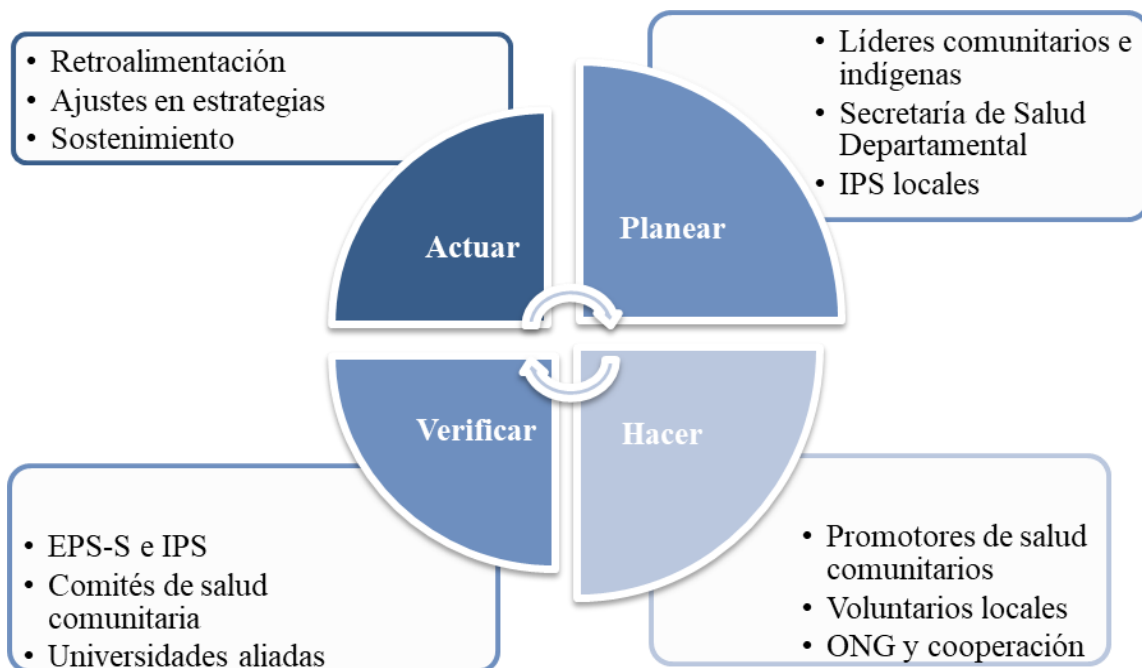 • Retroalimentación
• Ajustes en estrategias
• Sostenimiento
• Líderes comunitarios e
indígenas
• Secretaría de Salud
Departamental
• IPS locales
Actuar
Planear
Verificar
Hacer
• EPS-S e IPS
• Comités de salud
comunitaria
• Universidades aliadas
• Promotores de salud
comunitarios
• Voluntarios locales
• ONG y cooperación